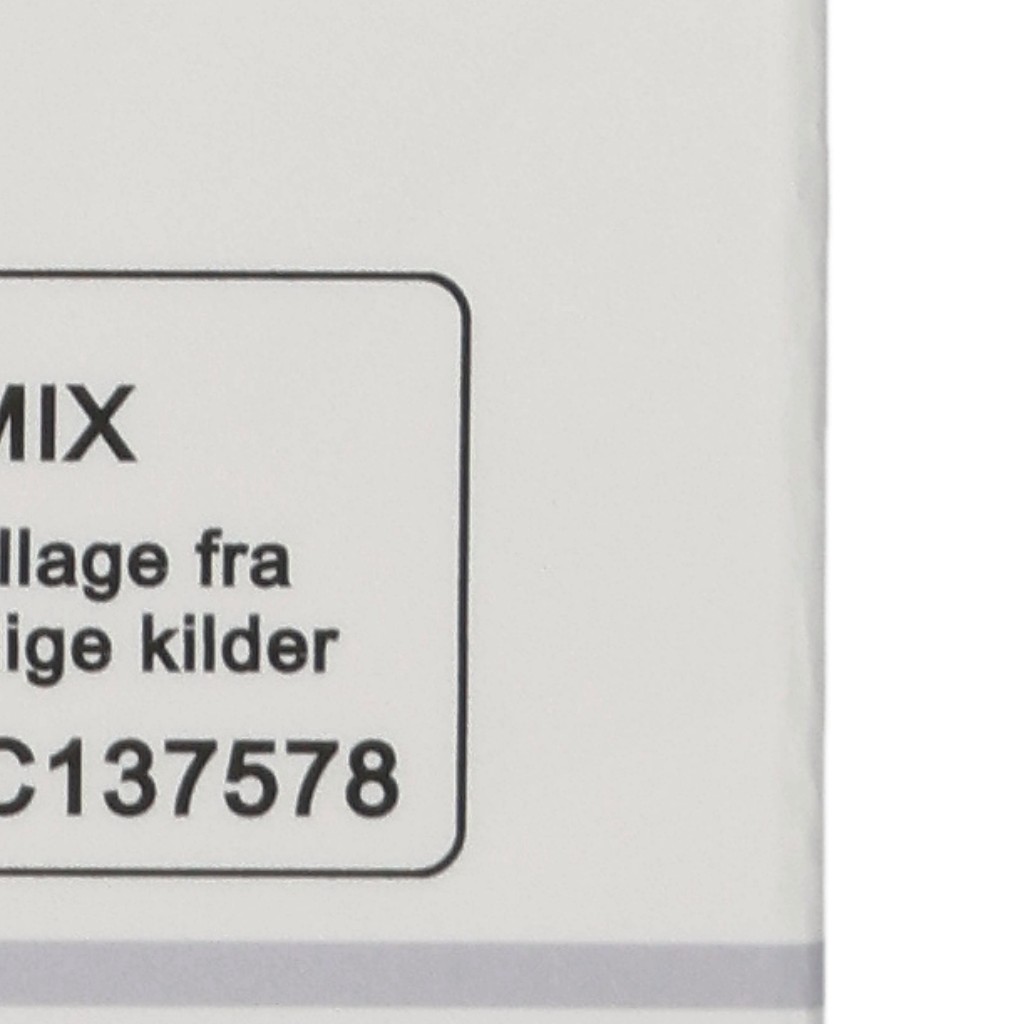 MIX
llage fra
ige kilder
C137578